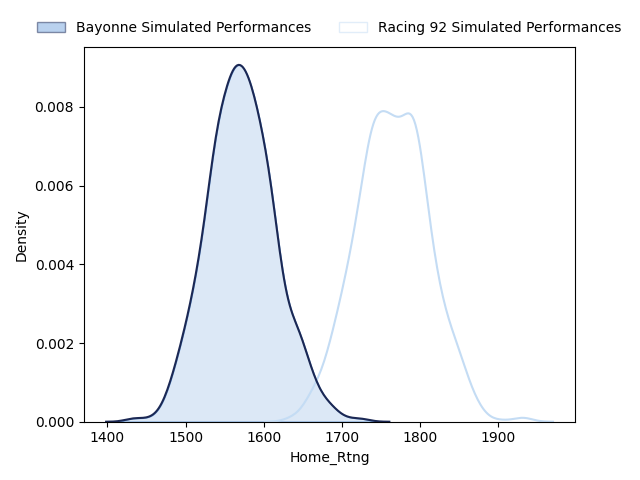 Bayonne Simulated Performances
Racing 92 Simulated Performances
0.008
0.006
0.004
0.002
0.000
Density
1400 1500 1600 1700 1800 1900
Home_Rtng